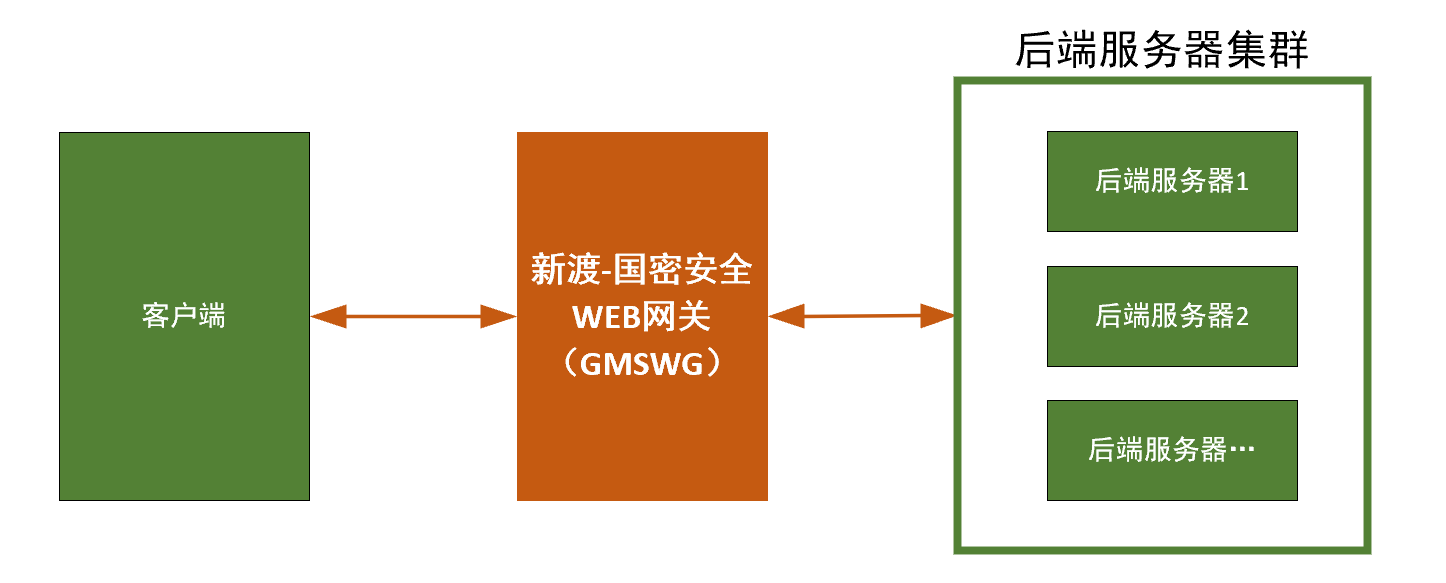 后端服务器集群
客户端
新渡-国密安全
WEB网关
（GMSWG）
后端服务器1
后端服务器2
后端服务器…